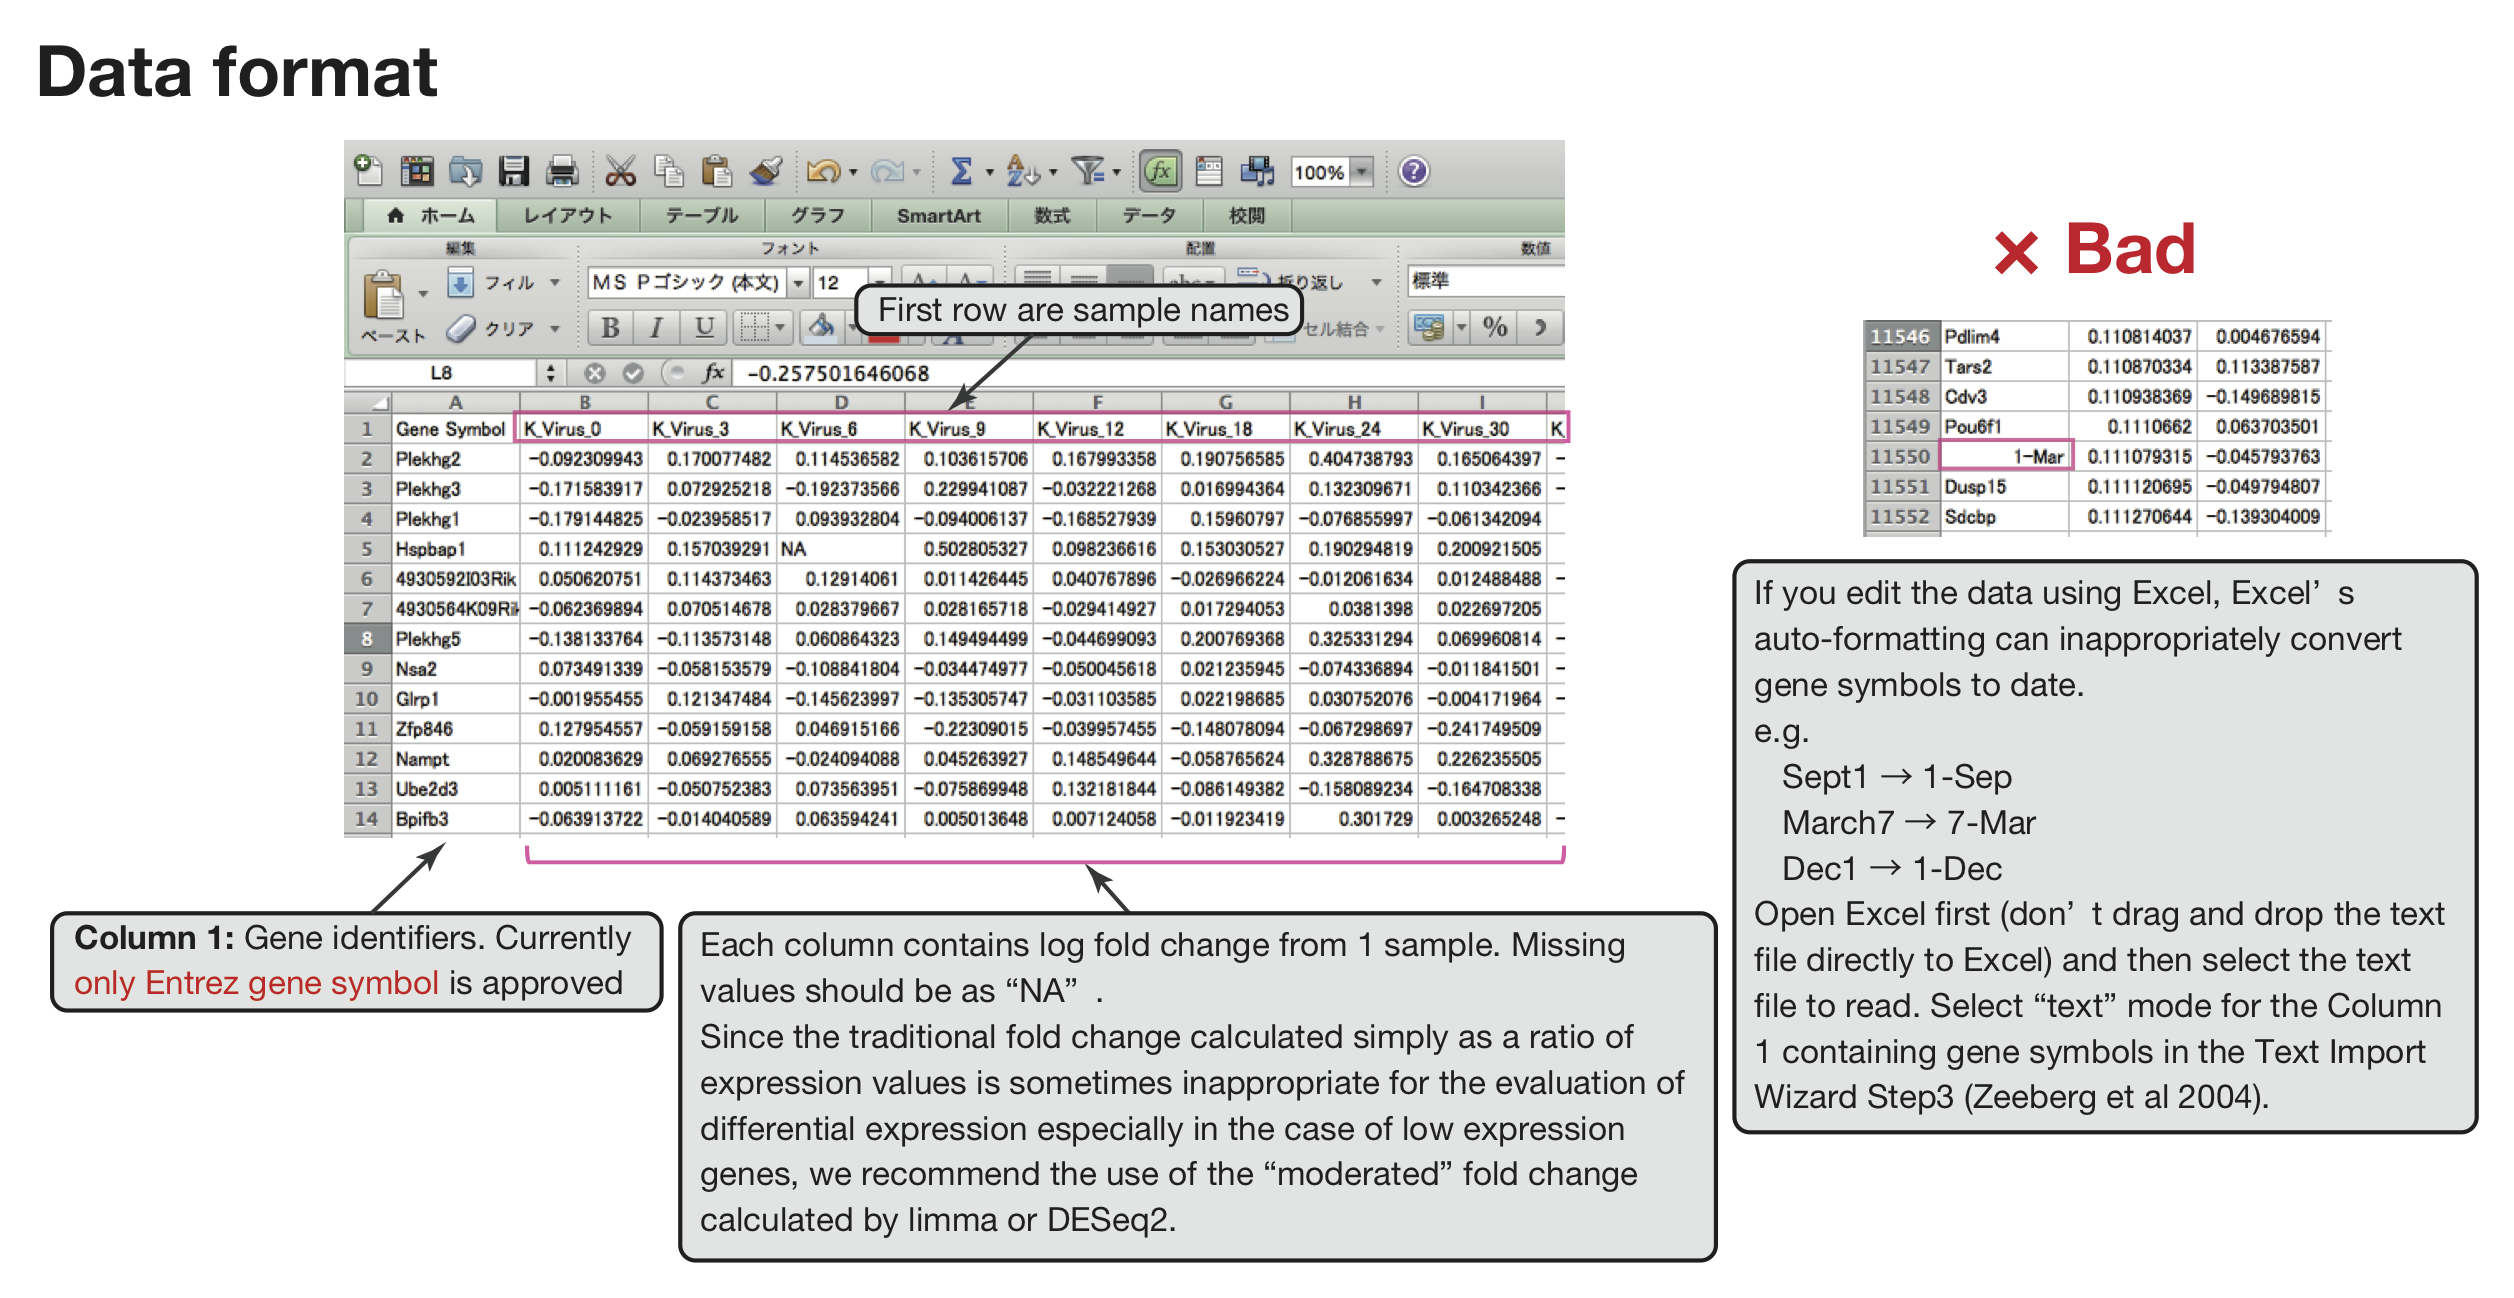 Data format
100%
ホーム レイアウト テーブル グラフ SmartArt 数式 データ 校閲
編集 フォント 配置 数値
フィル MS Pゴシック (本文) 12 abc 折り返し 標準
First row are sample names
ペースト クリア B I U セル結合 %
L8 fx -0.257501646068
A B C D E F G H I
1 Gene Symbol K_Virus_0 K_Virus_3 K_Virus_6 K_Virus_9 K_Virus_12 K_Virus_18 K_Virus_24 K_Virus_30 K_
2 Plekhg2 -0.092309943 0.170077482 0.114536582 0.103615706 0.167993358 0.190756585 0.404738793 0.165064397 -
3 Plekhg3 -0.171583917 0.072925218 -0.192373566 0.229941087 -0.032221268 0.016994364 0.132309671 0.110342366 -
4 Plekhg1 -0.179144825 -0.023958517 0.093932804 -0.094006137 -0.168527939 0.15960797 -0.076855997 -0.061342094
5 Hspbap1 0.111242929 0.157039291 NA 0.502805327 0.098236616 0.153030527 0.190294819 0.200921505
6 4930592I03Rik 0.050620751 0.114373463 0.12914061 0.011426445 0.040767896 -0.026966224 -0.012061634 0.012488488 -
7 4930564K09Rik -0.062369894 0.070514678 0.028379667 0.028165718 -0.029414927 0.017294053 0.0381398 0.022697205
8 Plekhg5 -0.138133764 -0.113573148 0.060864323 0.149494499 -0.044699093 0.200769368 0.325331294 0.069960814 -
9 Nsa2 0.073491339 -0.058153579 -0.108841804 -0.034474977 -0.050045618 0.021235945 -0.074336894 -0.011841501 -
10 Glrp1 -0.001955455 0.121347484 -0.145623997 -0.135305747 -0.031103585 0.022198685 0.030752076 -0.004171964 -
11 Zfp846 0.127954557 -0.059159158 0.046915166 -0.22309015 -0.039957455 -0.148078094 -0.067298697 -0.241749509
12 Nampt 0.020083629 0.069276555 -0.024094088 0.045263927 0.148549644 -0.058765624 0.328788675 0.226235505
13 Ube2d3 0.005111161 -0.050752383 0.073563951 -0.075869948 0.132181844 -0.086149382 -0.158089234 -0.164708338
14 Bpifb3 -0.063913722 -0.014040589 0.063594241 0.005013648 0.007124058 -0.011923419 0.301729 0.003265248 -
Column 1: Gene identifiers. Currently
only Entrez gene symbol is approved
Each column contains log fold change from 1 sample. Missing
values should be as “NA” .
Since the traditional fold change calculated simply as a ratio of
expression values is sometimes inappropriate for the evaluation of
differential expression especially in the case of low expression
genes, we recommend the use of the “moderated” fold change
calculated by limma or DESeq2.
× Bad
11546 Pdlim4 0.110814037 0.004676594
11547 Tars2 0.110870334 0.113387587
11548 Cdv3 0.110938369 -0.149689815
11549 Pou6f1 0.1110662 0.063703501
11550 1-Mar 0.111079315 -0.045793763
11551 Dusp15 0.111120695 -0.049794807
11552 Sdcbp 0.111270644 -0.139304009
If you edit the data using Excel, Excel’ s
auto-formatting can inappropriately convert
gene symbols to date.
e.g.
Sept1 → 1-Sep
March7 → 7-Mar
Dec1 → 1-Dec
Open Excel first (don’ t drag and drop the text
file directly to Excel) and then select the text
file to read. Select “text” mode for the Column
1 containing gene symbols in the Text Import
Wizard Step3 (Zeeberg et al 2004).